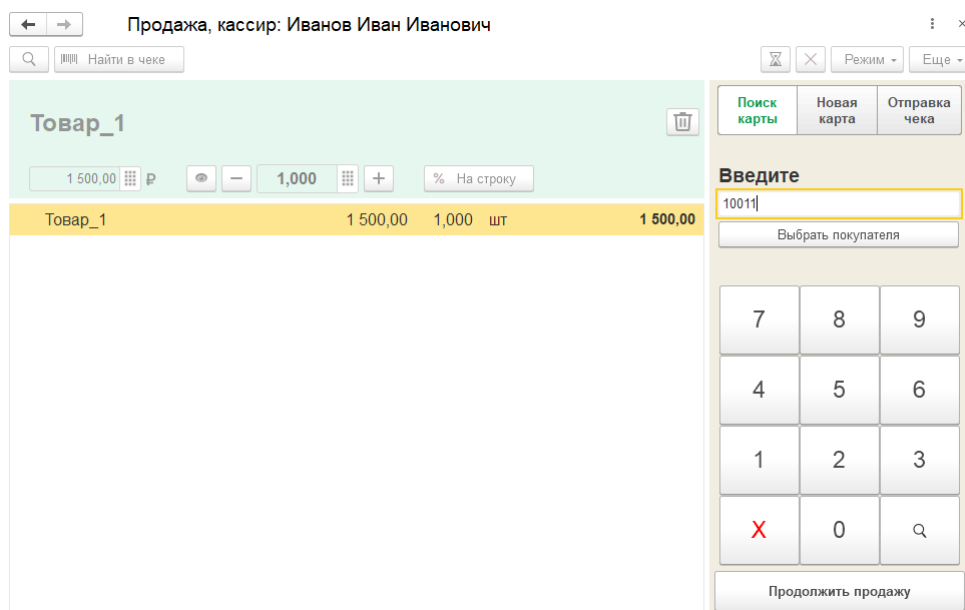 Продажа, кассир: Иванов Иван Иванович
Найти в чеке
Режим
Еще
Товар_1
1 500,00 ₽
1,000
% На строку
Товар_1 1 500,00 1,000 шт 1 500,00
Поиск карты
Новая карта
Отправка чека
Введите
10011
Выбрать покупателя
7 8 9
4 5 6
1 2 3
X 0
Продолжить продажу